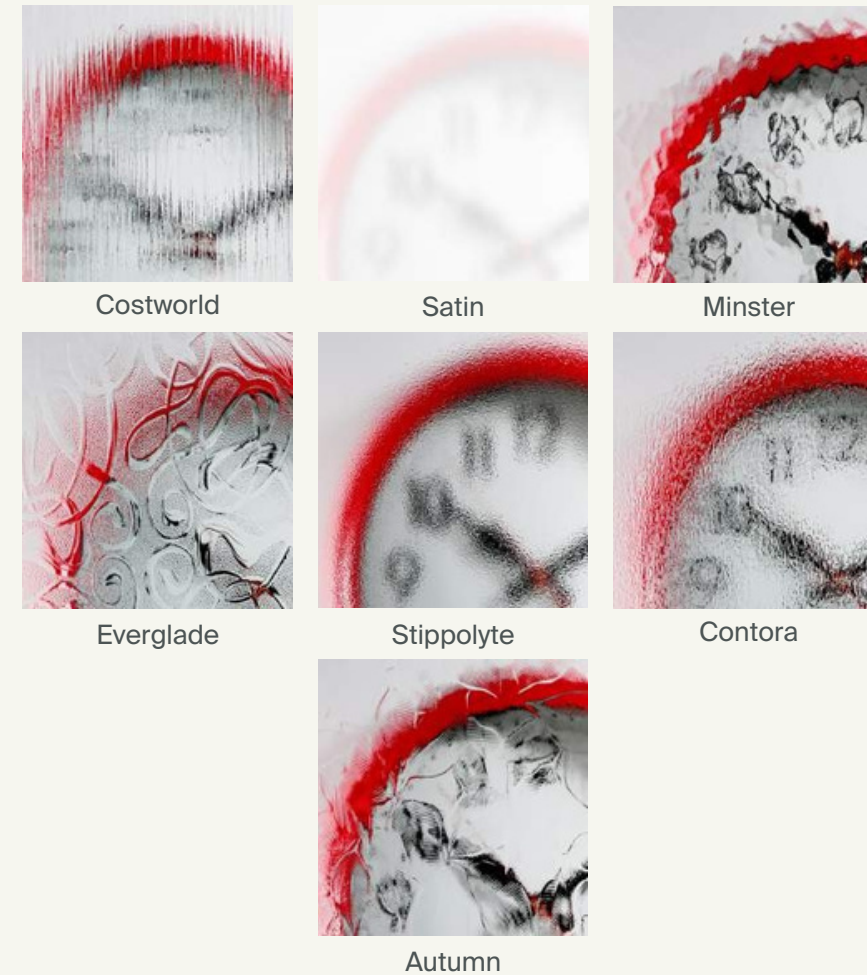 Costworld
Satin
Minster
Everglade
Stippolyte
Contora
Autumn